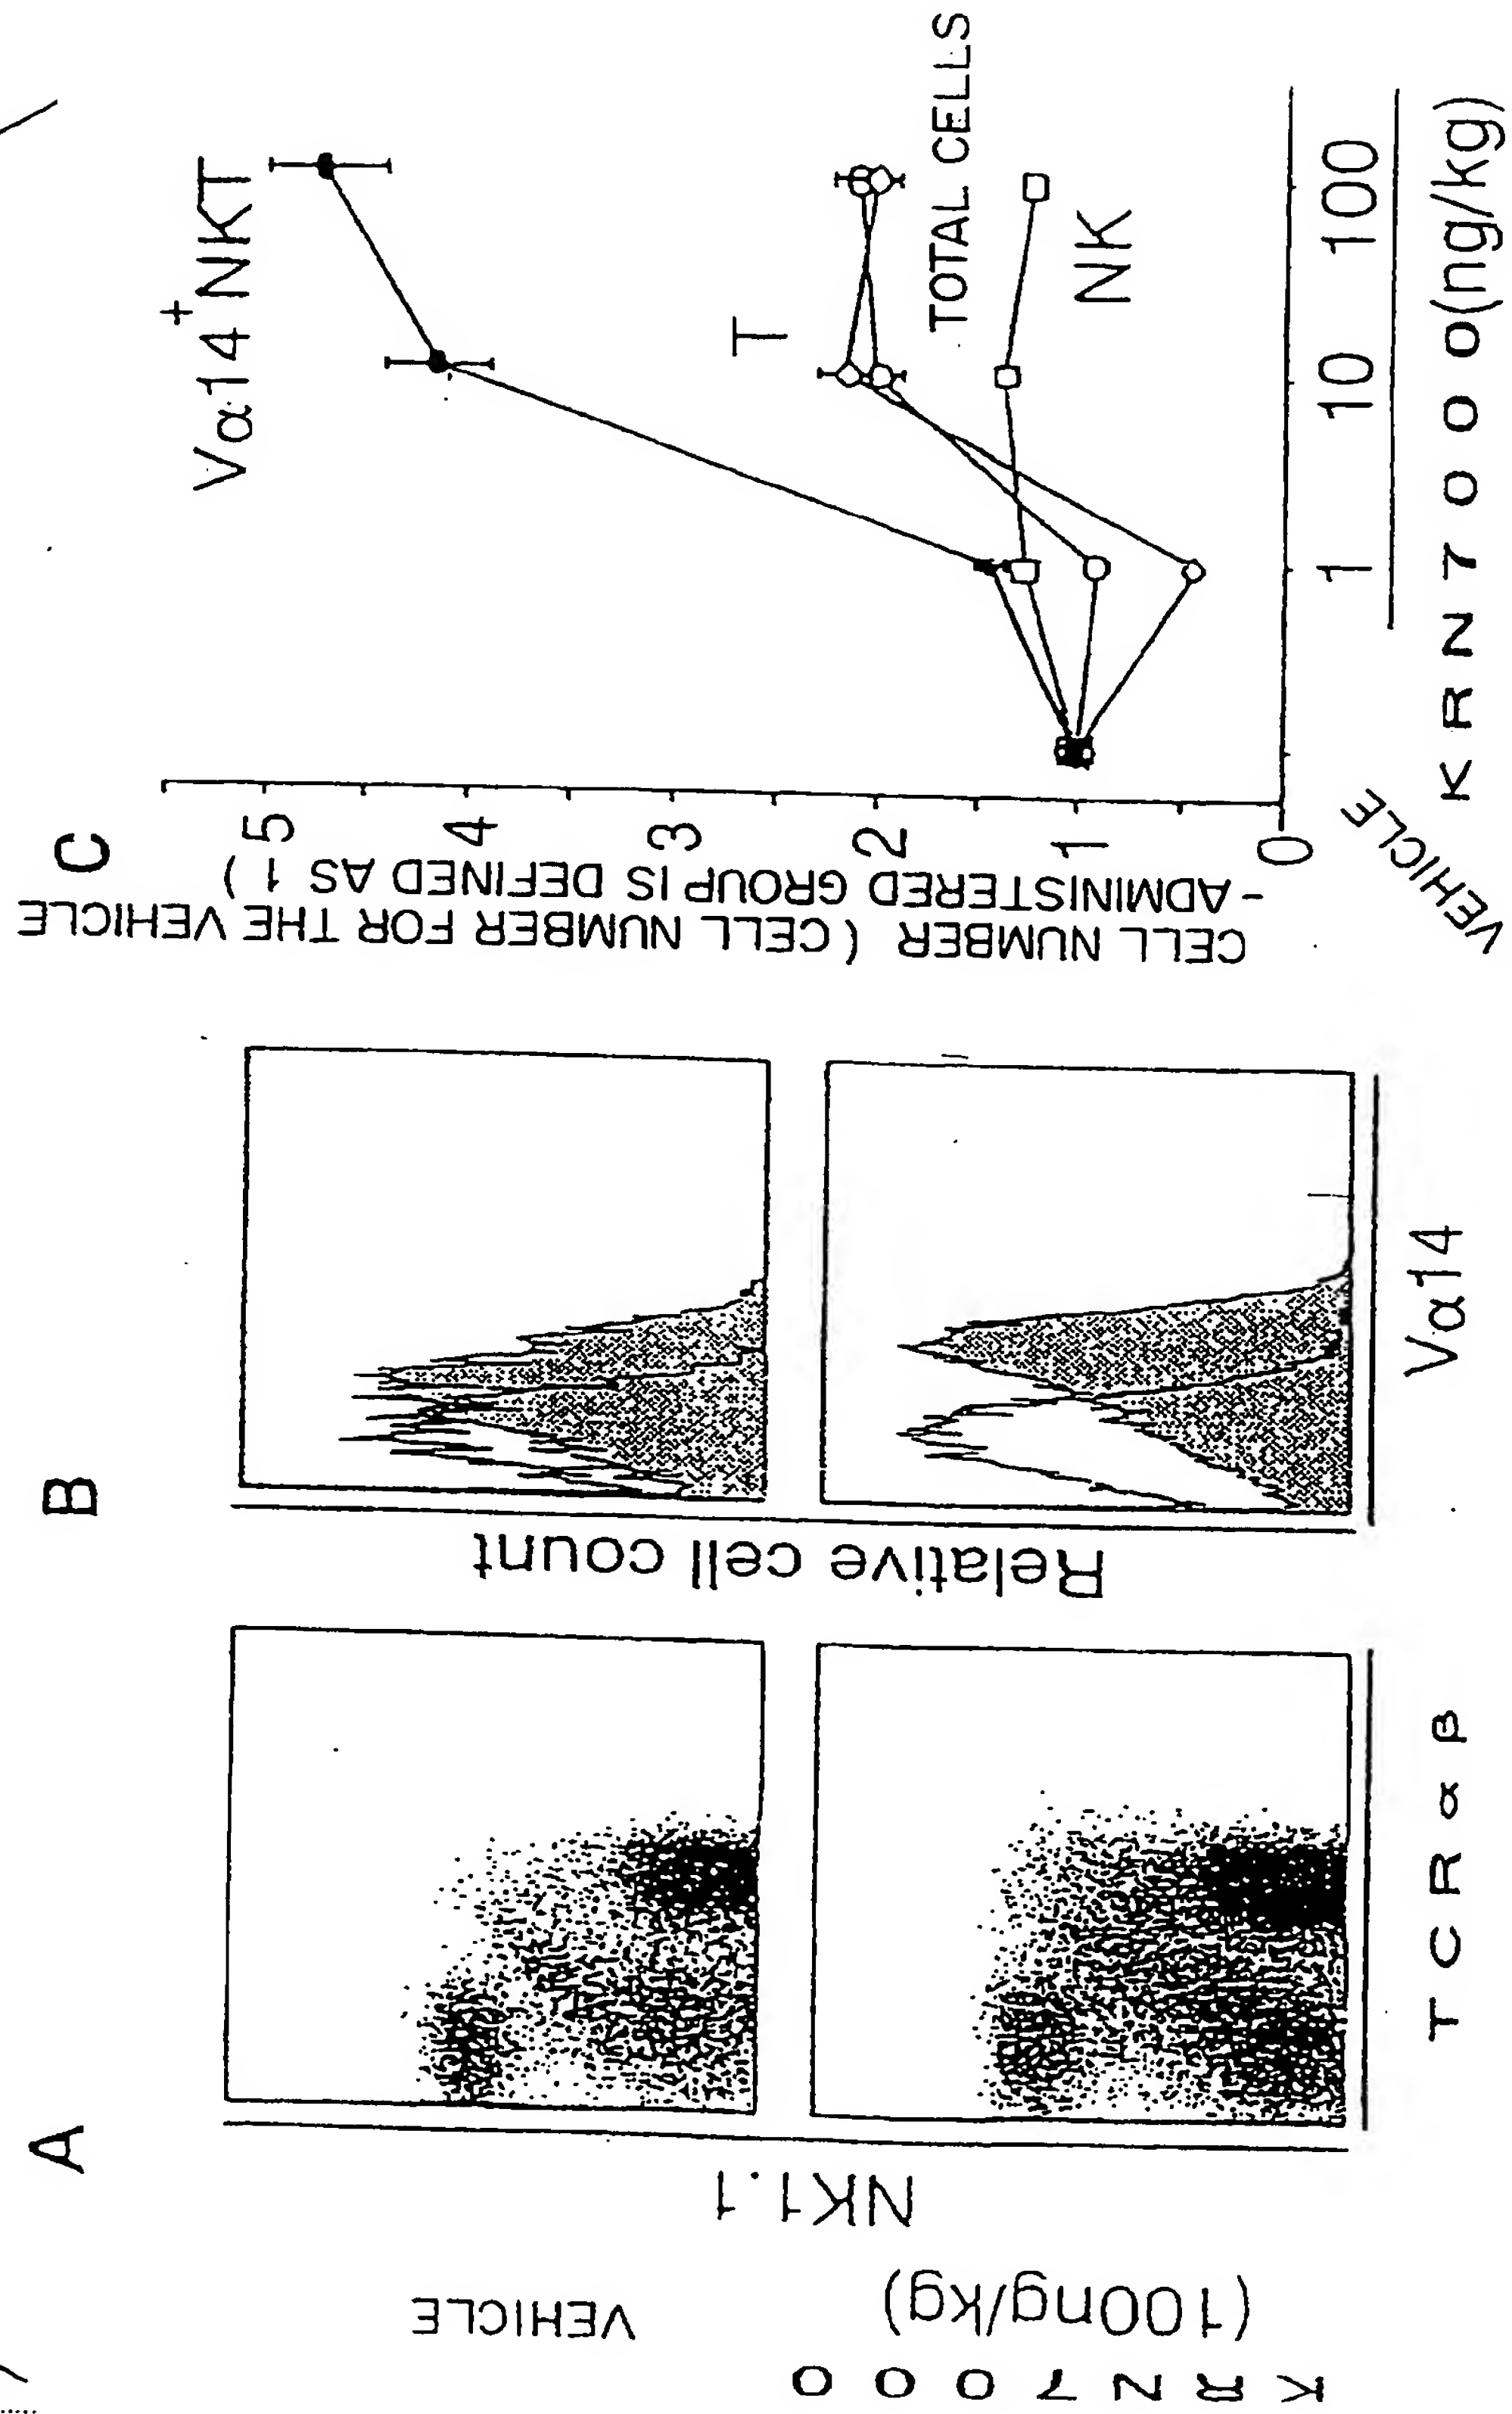 A
NK1.1
VEHICLE
KRN7000
(100ng/kg)
TCRαβ
B
Relative cell count
Vα14
C
CELL NUMBER (CELL NUMBER FOR THE VEHICLE
-ADMINISTERED GROUP IS DEFINED AS 1)
5
4
3
2
1
0
Vα14⁺NKT
T
TOTAL CELLS
NK
VEHICLE
1
10
100
KRN7000(ng/kg)